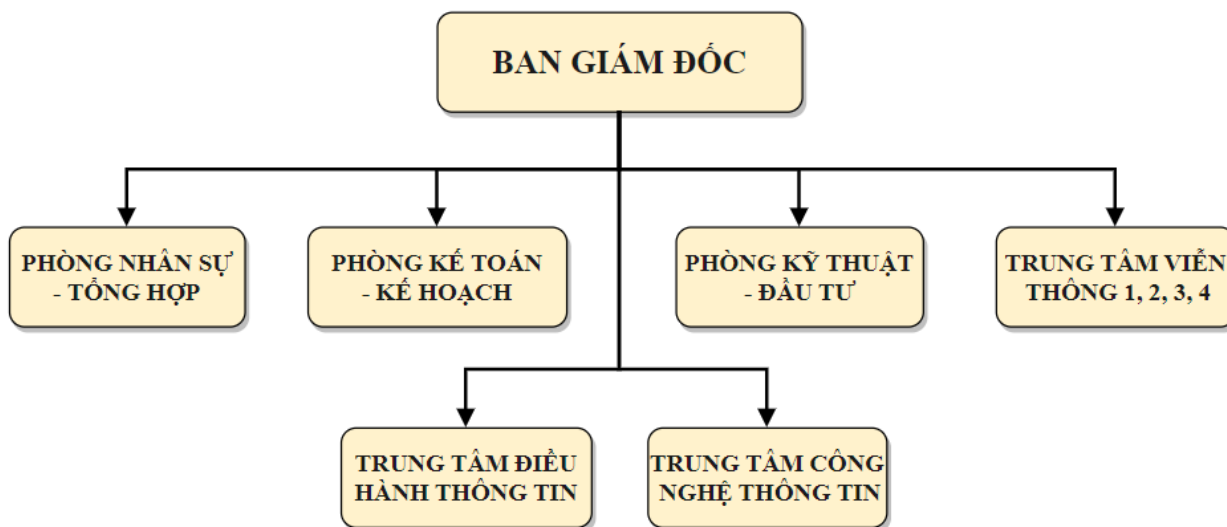 BAN GIÁM ĐỐC
PHÒNG NHÂN SỰ
- TỔNG HỢP
PHÒNG KẾ TOÁN
- KẾ HOẠCH
PHÒNG KỸ THUẬT
- ĐẦU TƯ
TRUNG TÂM VIỄN
THÔNG 1, 2, 3, 4
TRUNG TÂM ĐIỀU
HÀNH THÔNG TIN
TRUNG TÂM CÔNG
NGHỆ THÔNG TIN